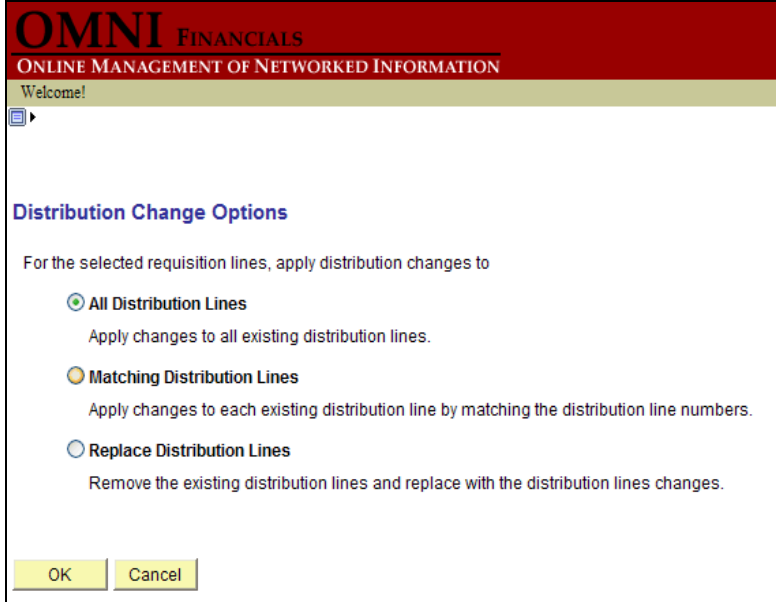 OMNI FINANCIALS
ONLINE MANAGEMENT OF NETWORKED INFORMATION
Welcome!
Distribution Change Options
For the selected requisition lines, apply distribution changes to
All Distribution Lines
Apply changes to all existing distribution lines.
Matching Distribution Lines
Apply changes to each existing distribution line by matching the distribution line numbers.
Replace Distribution Lines
Remove the existing distribution lines and replace with the distribution lines changes.
OK Cancel